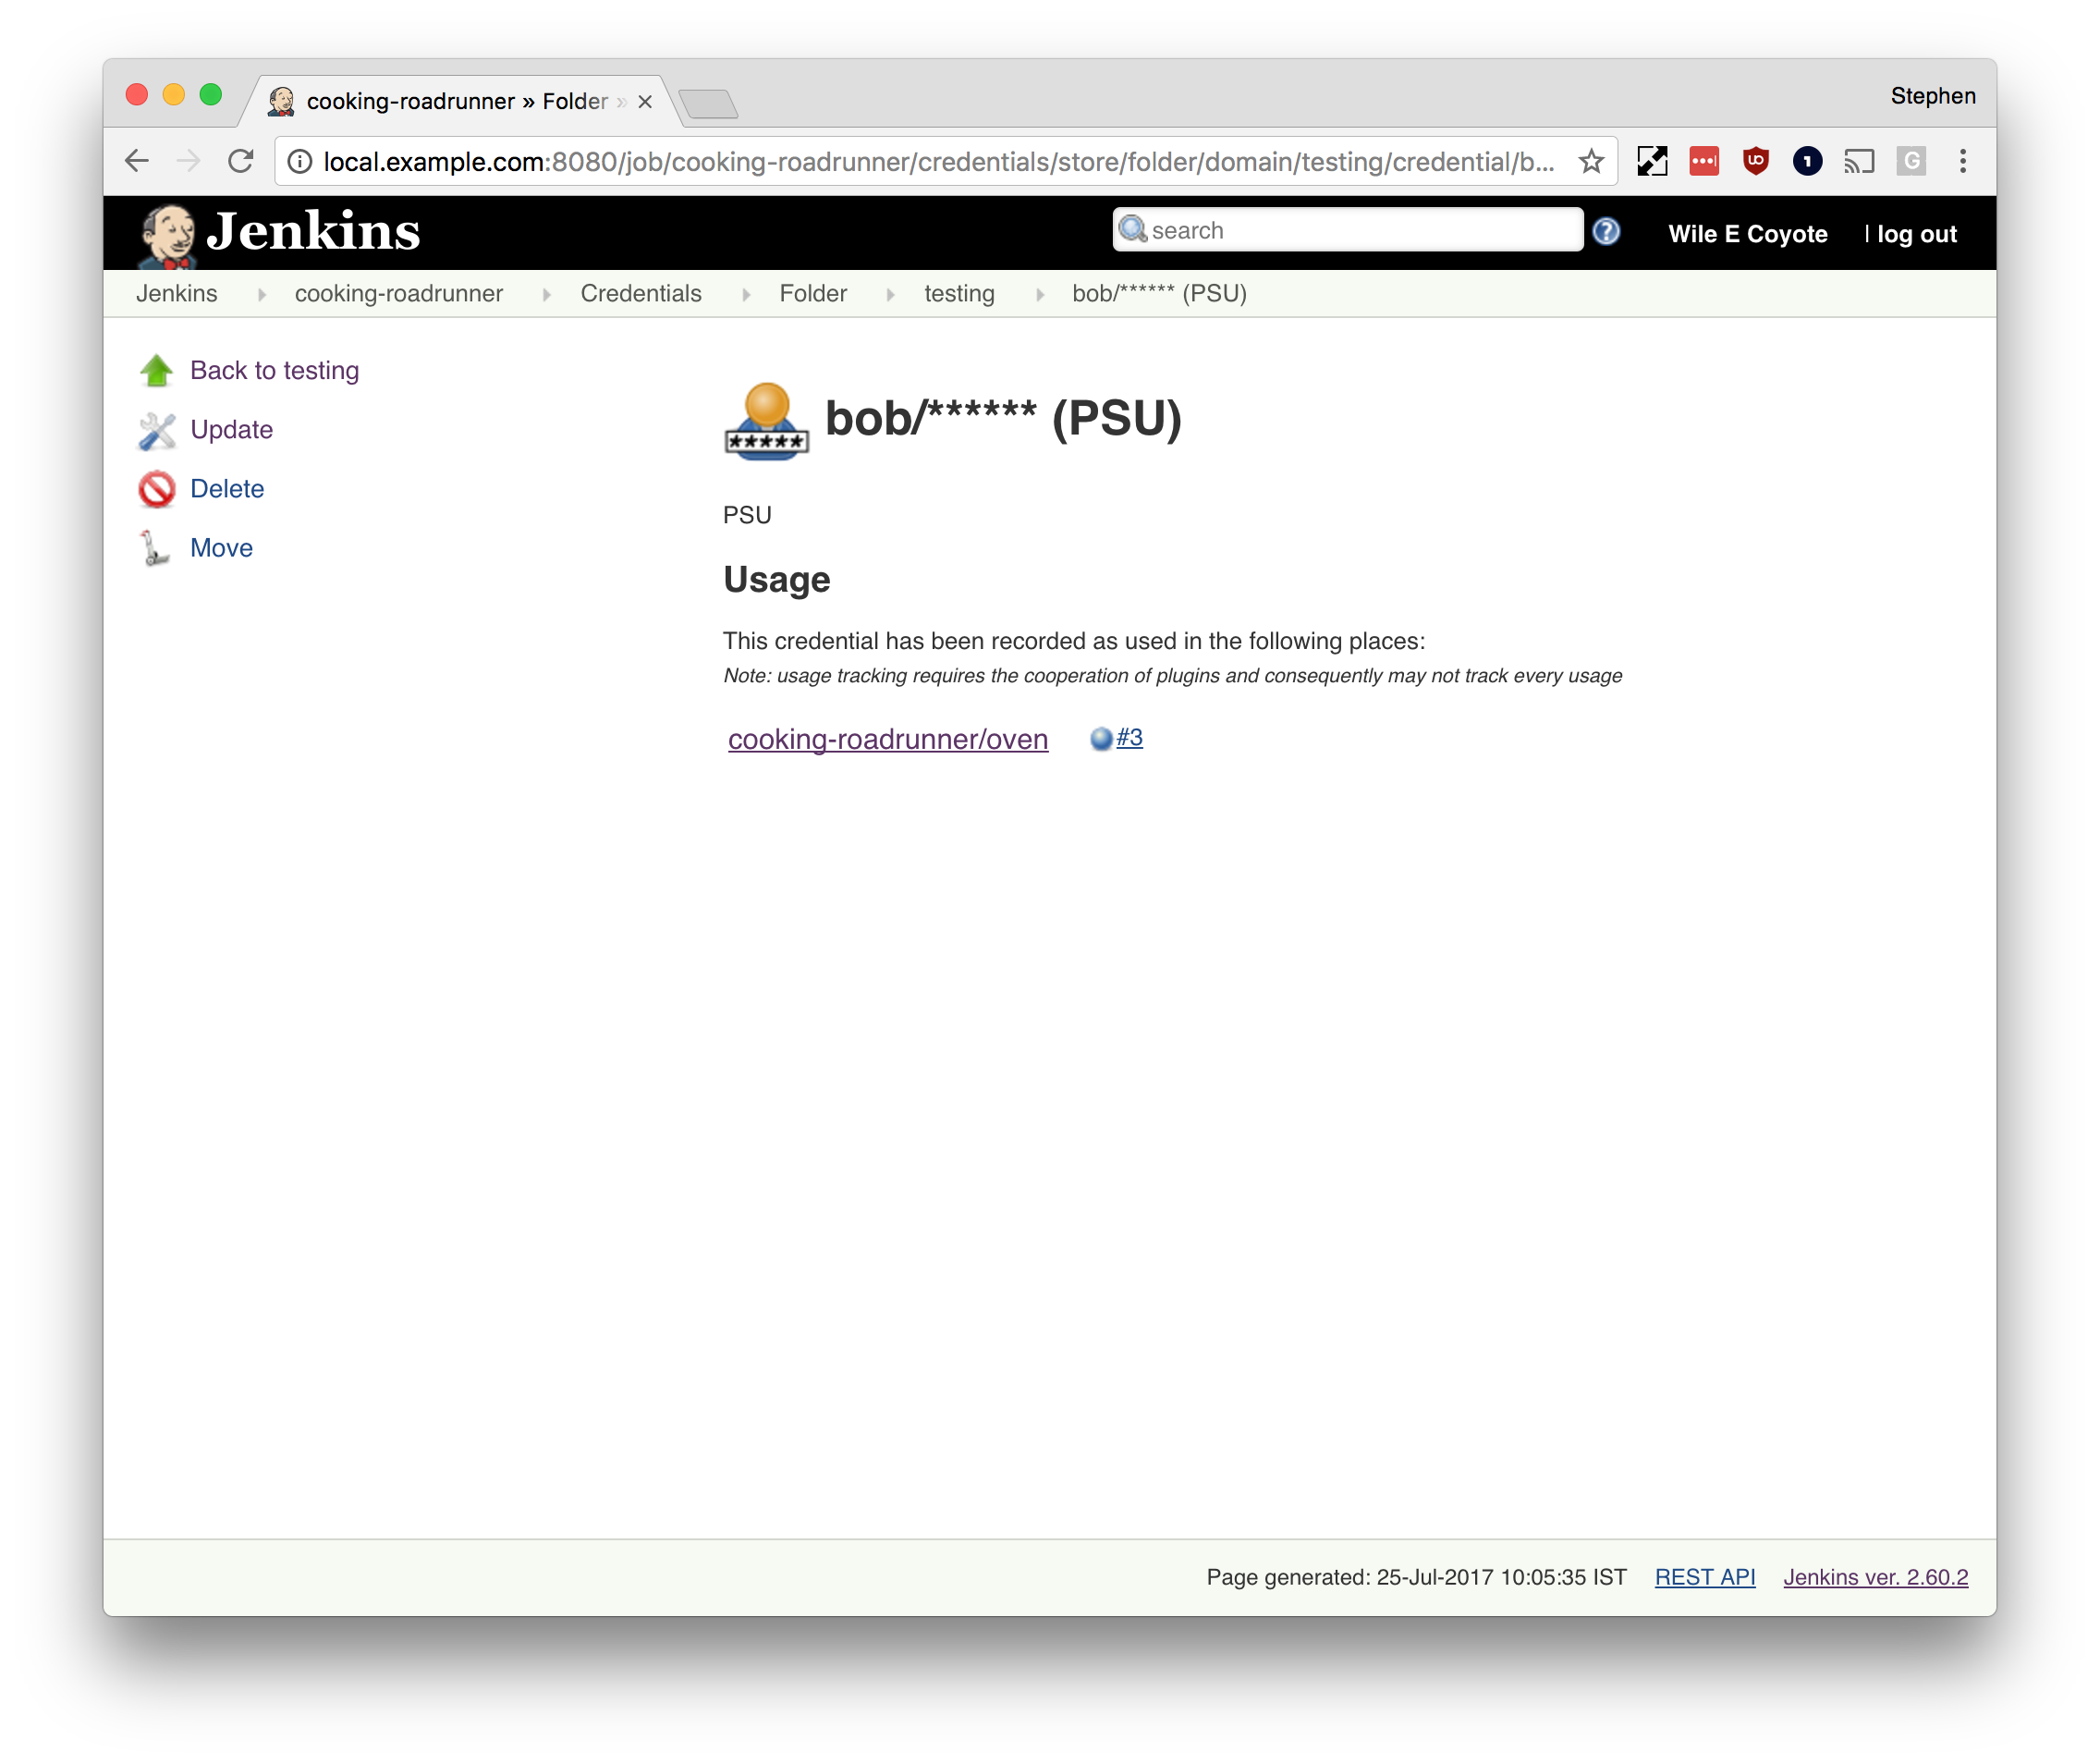 cooking-roadrunner » Folder »
Stephen
local.example.com:8080/job/cooking-roadrunner/credentials/store/folder/domain/testing/credential/b...
Jenkins
search
Wile E Coyote
| log out
Jenkins
cooking-roadrunner
Credentials
Folder
testing
bob/****** (PSU)
Back to testing
Update
Delete
Move
*****
bob/****** (PSU)
PSU
Usage
This credential has been recorded as used in the following places:
Note: usage tracking requires the cooperation of plugins and consequently may not track every usage
cooking-roadrunner/oven #3
Page generated: 25-Jul-2017 10:05:35 IST REST API Jenkins ver. 2.60.2